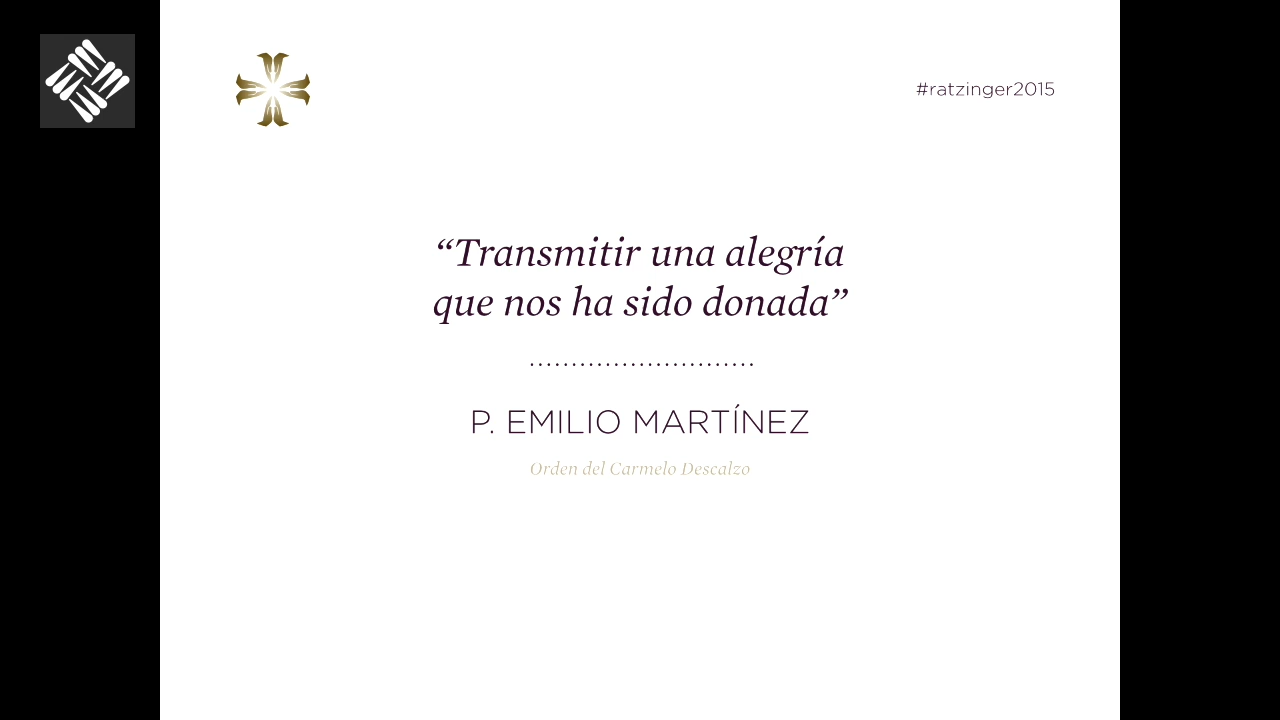 #ratzinger2015
“Transmitir una alegría
que nos ha sido donada”
P. EMILIO MARTÍNEZ
Orden del Carmelo Descalzo